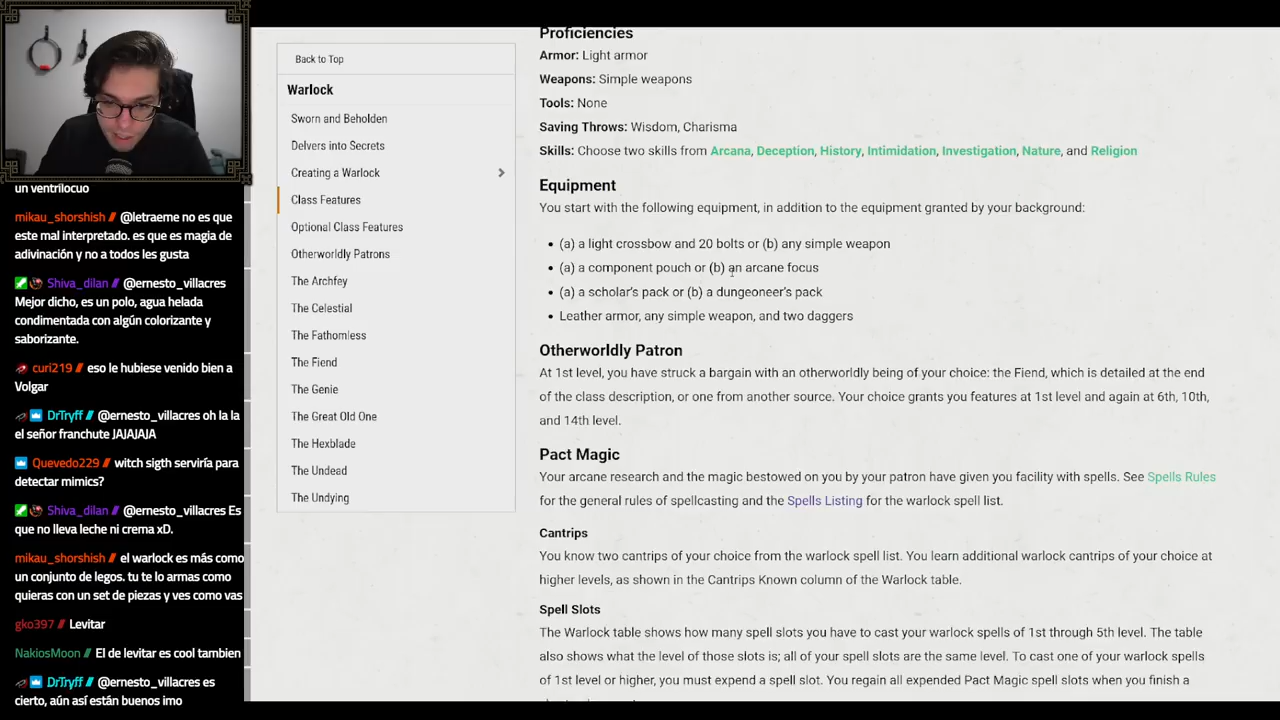 un ventrílocuo
mikau_shorshish // @letraeme no es que
este mal interpretado. es que es magia de
adivinación y no a todos les gusta
Shiva_dilan // @ernesto_villacres
Mejor dicho, es un polo, agua helada
condimentada con algún colorizante y
saborizante.
curi219 // eso le hubiese venido bien a
Volgar
DrTryff // @ernesto_villacres oh la la
el señor franchute JAJAJAJA
Quevedo229 // witch sigth serviría para
detectar mimics?
Shiva_dilan // @ernesto_villacres Es
que no lleva leche ni crema xD.
mikau_shorshish // el warlock es más como
un conjunto de legos. tu te lo armas como
quieras con un set de piezas y ves como vas
gko397 // Levitar
NakiosMoon // El de levitar es cool tambien
DrTryff // @ernesto_villacres es
cierto, aún así están buenos imo
Back to Top
Warlock
Sworn and Beholden
Delvers into Secrets
Creating a Warlock
Class Features
Optional Class Features
Otherworldly Patrons
The Archfey
The Celestial
The Fathomless
The Fiend
The Genie
The Great Old One
The Hexblade
The Undead
The Undying
Proficiencies
Armor: Light armor
Weapons: Simple weapons
Tools: None
Saving Throws: Wisdom, Charisma
Skills: Choose two skills from Arcana, Deception, History, Intimidation, Investigation, Nature, and Religion
Equipment
You start with the following equipment, in addition to the equipment granted by your background:
• (a) a light crossbow and 20 bolts or (b) any simple weapon
• (a) a component pouch or (b) an arcane focus
• (a) a scholar's pack or (b) a dungeoneer's pack
• Leather armor, any simple weapon, and two daggers
Otherworldly Patron
At 1st level, you have struck a bargain with an otherworldly being of your choice: the Fiend, which is detailed at the end
of the class description, or one from another source. Your choice grants you features at 1st level and again at 6th, 10th,
and 14th level.
Pact Magic
Your arcane research and the magic bestowed on you by your patron have given you facility with spells. See Spells Rules
for the general rules of spellcasting and the Spells Listing for the warlock spell list.
Cantrips
You know two cantrips of your choice from the warlock spell list. You learn additional warlock cantrips of your choice at
higher levels, as shown in the Cantrips Known column of the Warlock table.
Spell Slots
The Warlock table shows how many spell slots you have to cast your warlock spells of 1st through 5th level. The table
also shows what the level of those slots is; all of your spell slots are the same level. To cast one of your warlock spells
of 1st level or higher, you must expend a spell slot. You regain all expended Pact Magic spell slots when you finish a